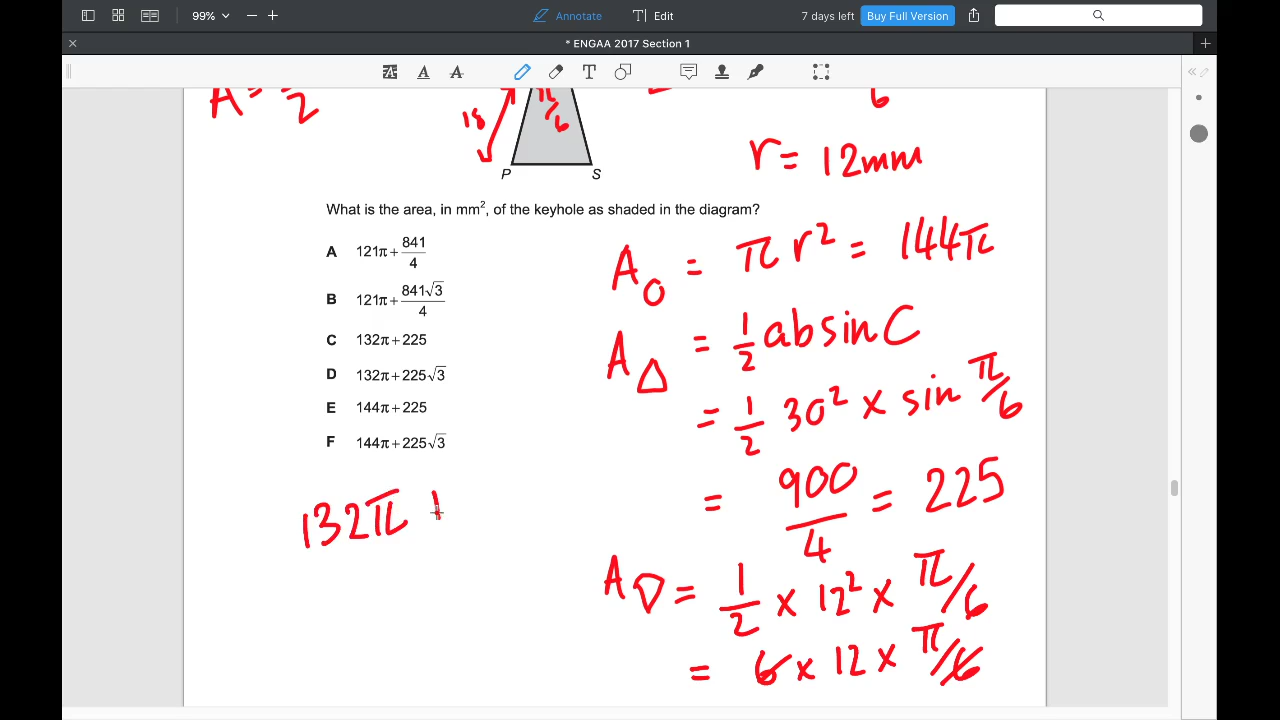 99%
Annotate
Edit
7 days left
Buy Full Version
* ENGAA 2017 Section 1
A =
2
18
π/6
6
r = 12mm
P S
What is the area, in mm², of the keyhole as shaded in the diagram?
A 121π + 841/4
B 121π + 841√3/4
C 132π + 225
D 132π + 225√3
E 144π + 225
F 144π + 225√3
132π +
A○ = πr² = 144π
A△ = 1/2 absinC
= 1/2 30² × sin π/6
= 900/4 = 225
A▽ = 1/2 × 12² × π/6
= 6 × 12 × π/6